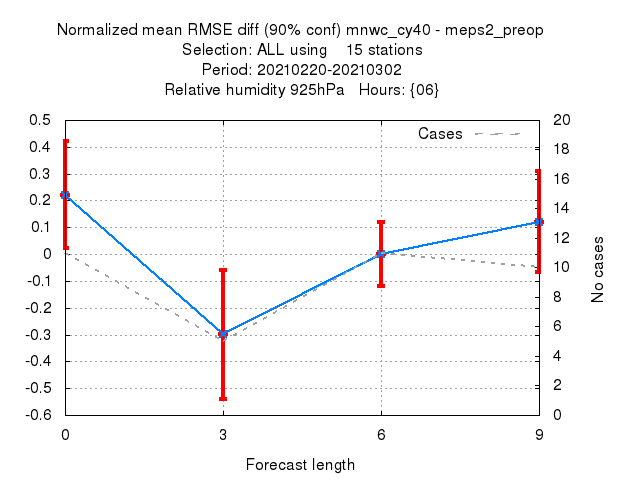 Normalized mean RMSE diff (90% conf) mnwc_cy40 - meps2_preop
Selection: ALL using 15 stations
Period: 20210220-20210302
Relative humidity 925hPa Hours: {06}
Cases
0.5
0.4
0.3
0.2
0.1
0
-0.1
-0.2
-0.3
-0.4
-0.5
-0.6
20
18
16
14
12
10
8
6
4
2
0
No cases
0 3 6 9
Forecast length